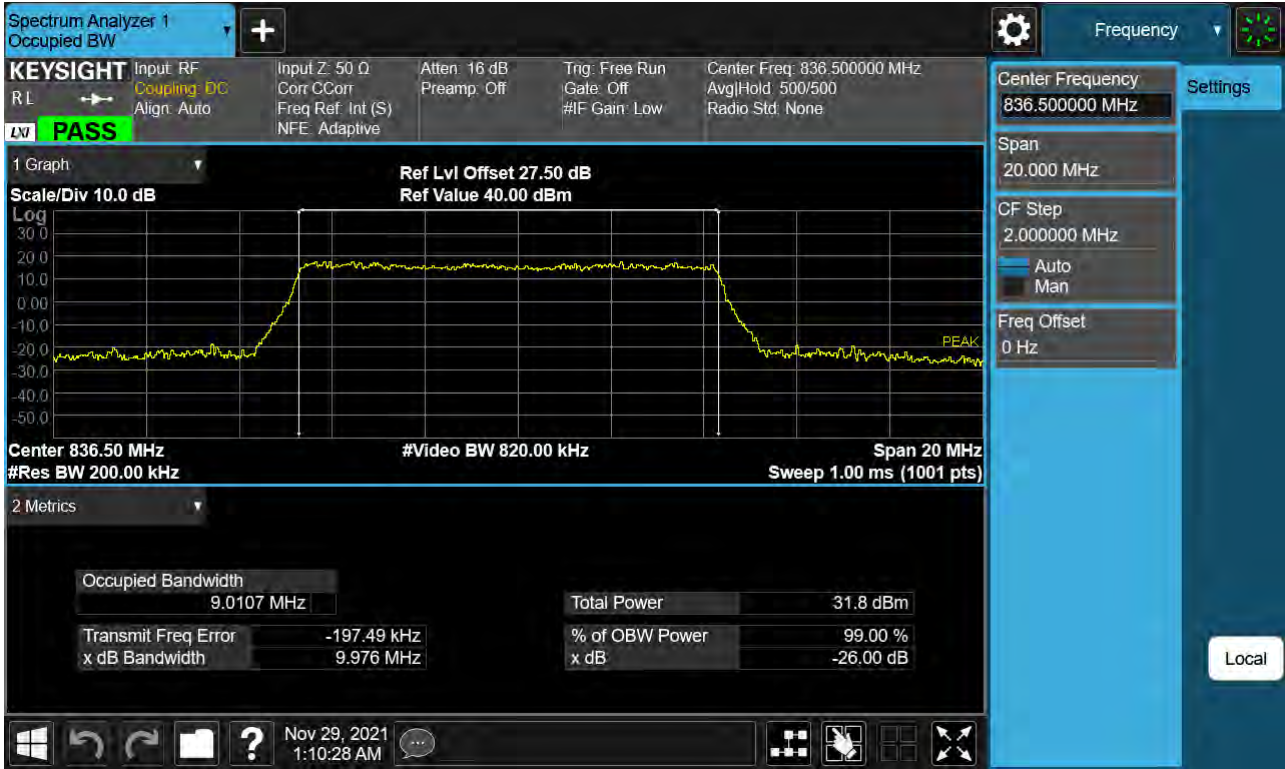 Spectrum Analyzer 1
Occupied BW
Frequency
KEYSIGHT
R L
LXI
PASS
Input: RF
Coupling: DC
Align: Auto
Input Z: 50 Ω
Corr CCorr
Freq Ref: Int (S)
NFE: Adaptive
Atten: 16 dB
Preamp: Off
Trig: Free Run
Gate: Off
#IF Gain: Low
Center Freq: 836.500000 MHz
Avg|Hold: 500/500
Radio Std: None
1 Graph
Scale/Div 10.0 dB
Ref Lvl Offset 27.50 dB
Ref Value 40.00 dBm
Log
30.0
20.0
10.0
0.00
-10.0
-20.0
-30.0
-40.0
-50.0
PEAK
Center 836.50 MHz
#Video BW 820.00 kHz
Span 20 MHz
#Res BW 200.00 kHz
Sweep 1.00 ms (1001 pts)
2 Metrics
Occupied Bandwidth
9.0107 MHz
Total Power 31.8 dBm
Transmit Freq Error -197.49 kHz
% of OBW Power 99.00 %
x dB Bandwidth 9.976 MHz
x dB -26.00 dB
Nov 29, 2021
1:10:28 AM
?
Center Frequency
836.500000 MHz
Settings
Span
20.000 MHz
CF Step
2.000000 MHz
Auto
Man
Freq Offset
0 Hz
Local